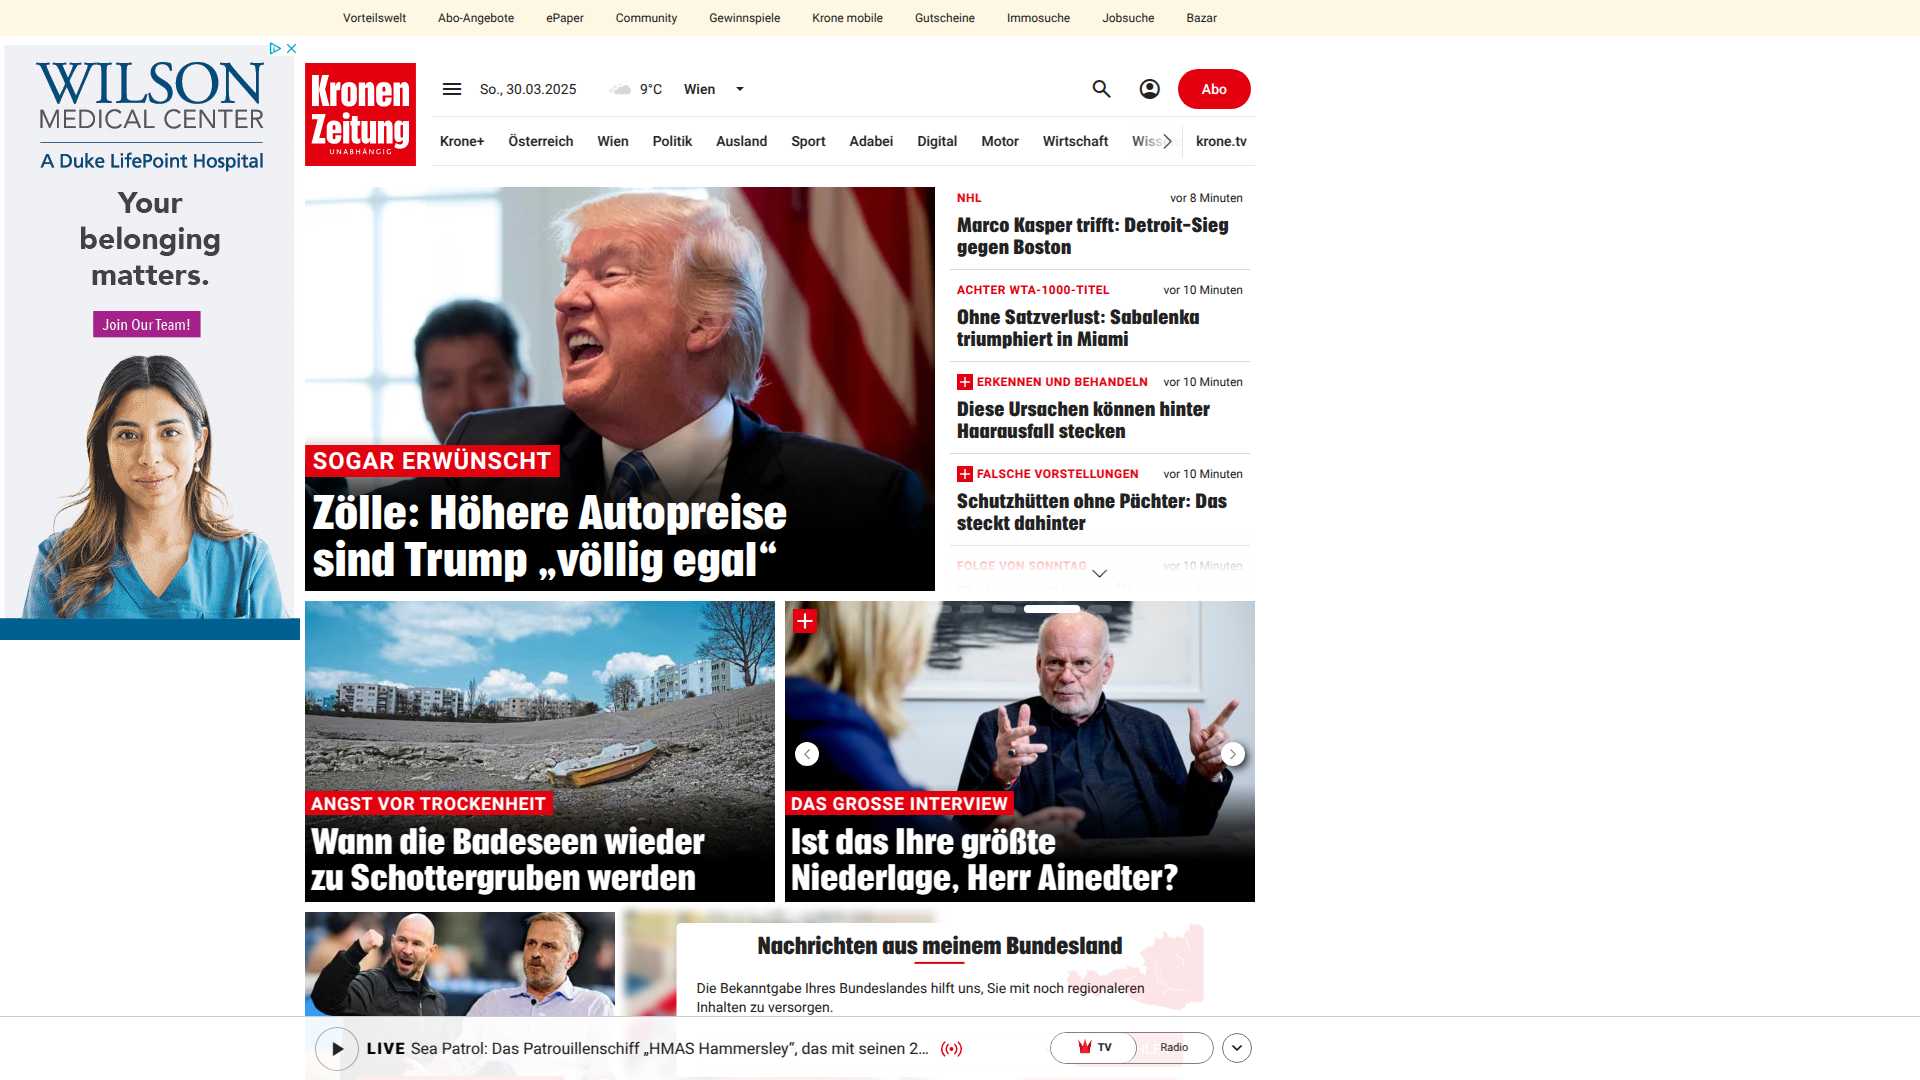 Vorteilswelt Abo-Angebote ePaper Community Gewinnspiele Krone mobile Gutscheine Immosuche Jobsuche Bazar
WILSON
MEDICAL CENTER
A Duke LifePoint Hospital
Your
belonging
matters.
Join Our Team!
Kronen
Zeitung
UNABHÄNGIG
So., 30.03.2025 9°C Wien Abo
Krone+ Österreich Wien Politik Ausland Sport Adabei Digital Motor Wirtschaft Wiss krone.tv
SOGAR ERWÜNSCHT
Zölle: Höhere Autopreise
sind Trump „völlig egal“
NHL vor 8 Minuten
Marco Kasper trifft: Detroit-Sieg
gegen Boston
ACHTER WTA-1000-TITEL vor 10 Minuten
Ohne Satzverlust: Sabalenka
triumphiert in Miami
ERKENNEN UND BEHANDELN vor 10 Minuten
Diese Ursachen können hinter
Haarausfall stecken
FALSCHE VORSTELLUNGEN vor 10 Minuten
Schutzhütten ohne Pächter: Das
steckt dahinter
FOLGE VON SONNTAG vor 10 Minuten
ANGST VOR TROCKENHEIT
Wann die Badeseen wieder
zu Schottergruben werden
DAS GROSSE INTERVIEW
Ist das Ihre größte
Niederlage, Herr Ainedter?
Nachrichten aus meinem Bundesland
Die Bekanntgabe Ihres Bundeslandes hilft uns, Sie mit noch regionaleren
Inhalten zu versorgen.
LIVE Sea Patrol: Das Patrouillenschiff „HMAS Hammersley“, das mit seinen 2... TV Radio